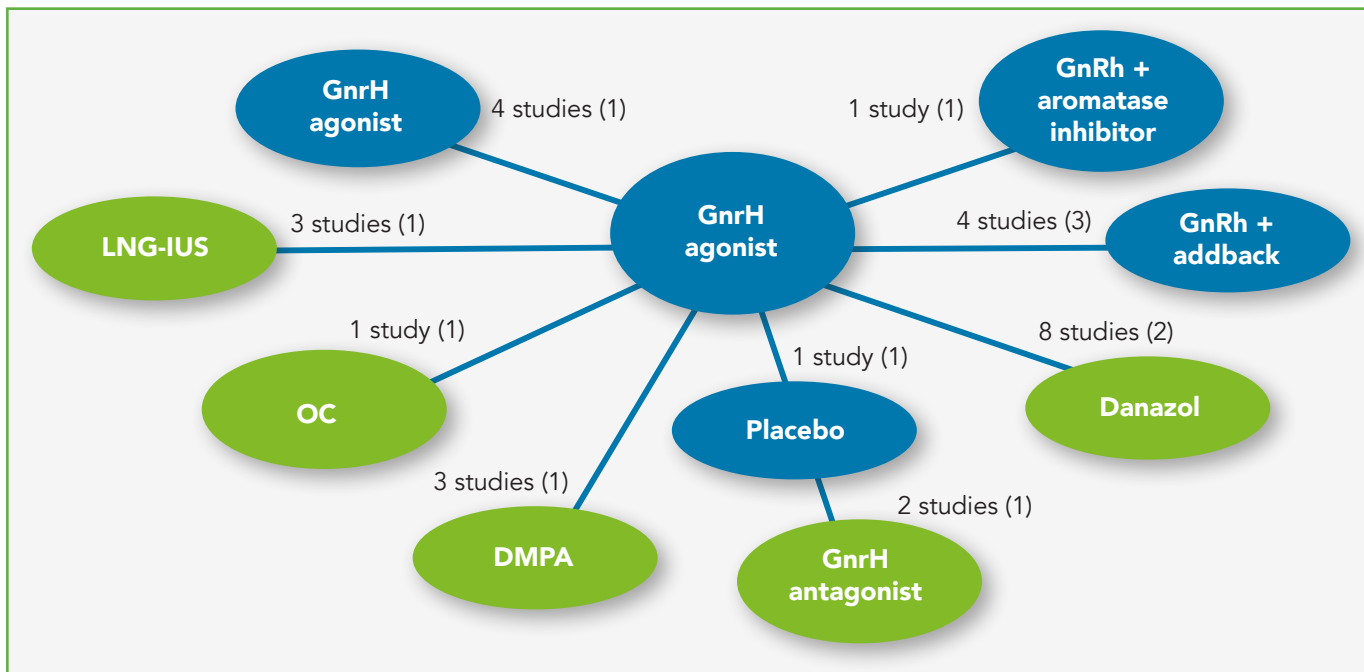 GnrH
agonist
4 studies (1)
GnRh +
aromatase
inhibitor
1 study (1)
GnrH
agonist
LNG-IUS
3 studies (1)
4 studies (3)
GnRh +
addback
1 study (1)
OC
8 studies (2)
Danazol
1 study (1)
Placebo
3 studies (1)
DMPA
2 studies (1)
GnrH
antagonist